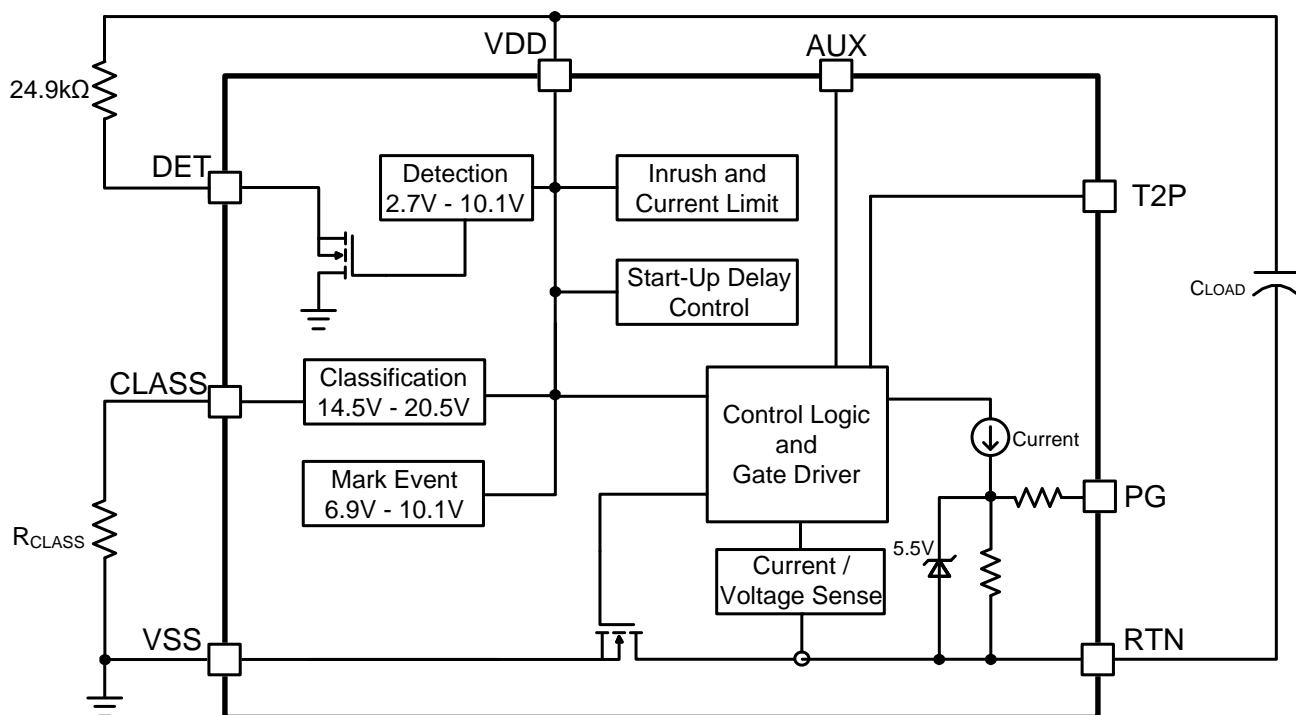 VDD
AUX
24.9kΩ
DET
Detection
2.7V - 10.1V
Inrush and
Current Limit
T2P
Start-Up Delay
Control
CLOAD
CLASS
Classification
14.5V - 20.5V
Control Logic
and
Gate Driver
Current
Mark Event
6.9V - 10.1V
PG
RCLASS
5.5V
Current /
Voltage Sense
VSS
RTN